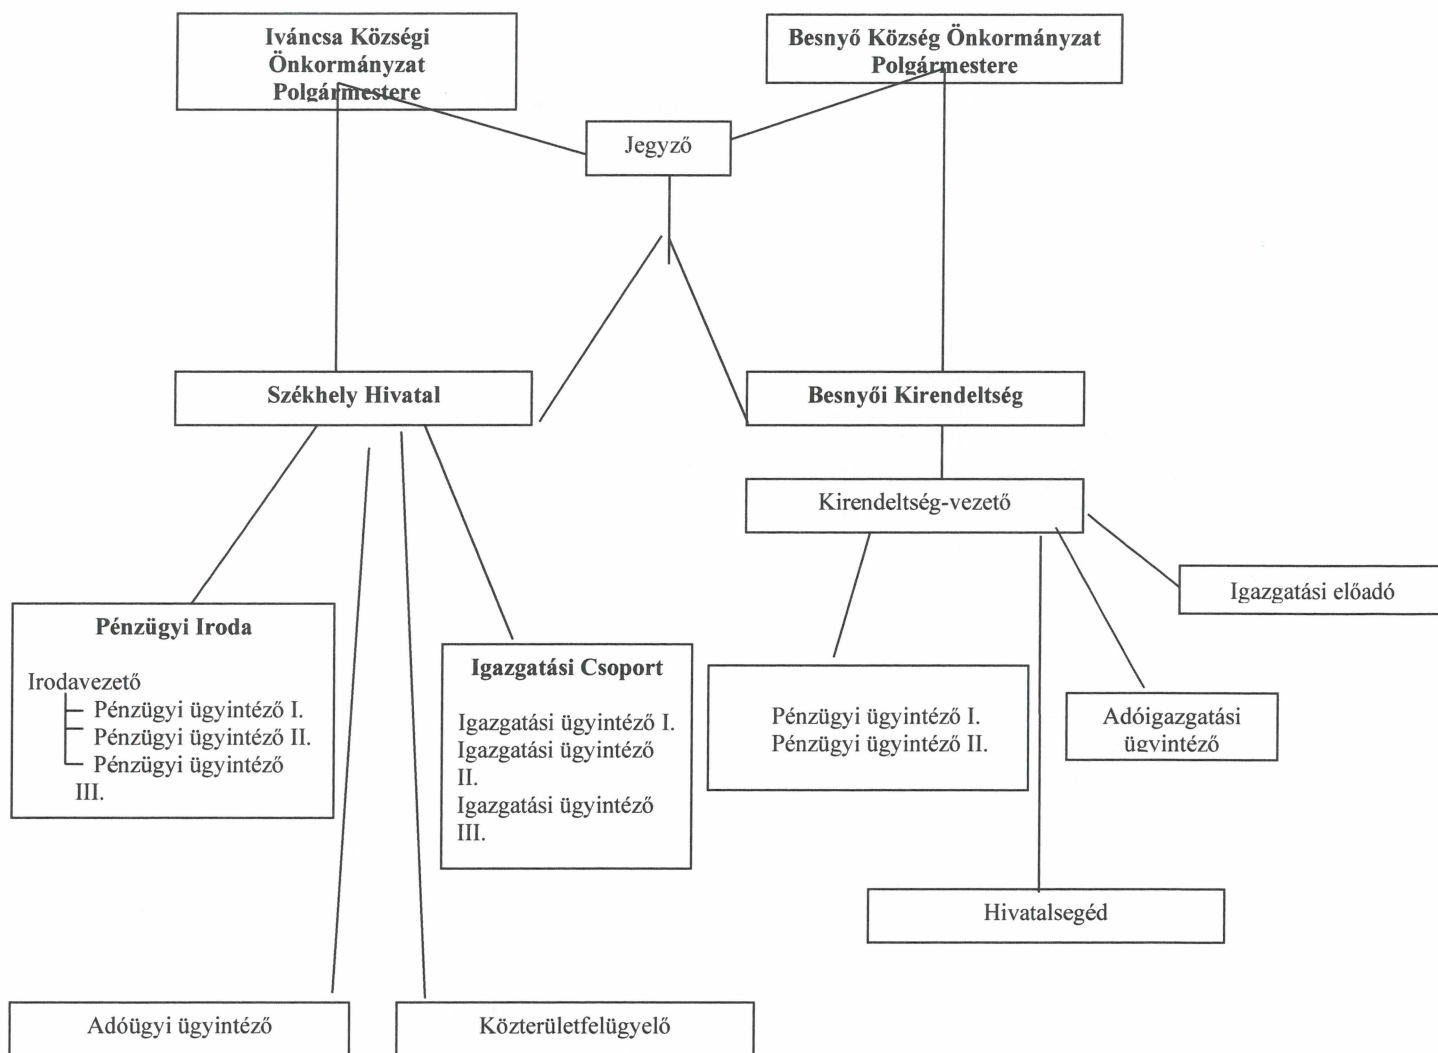 Iváncsa Községi
Önkormányzat
Polgármestere
Besnyő Község Önkormányzat
Polgármestere
Jegyző
Székhely Hivatal
Besnyői Kirendeltség
Kirendeltség-vezető
Igazgatási előadó
Pénzügyi Iroda
Irodavezető
Pénzügyi ügyintéző I.
Pénzügyi ügyintéző II.
Pénzügyi ügyintéző
III.
Igazgatási Csoport
Igazgatási ügyintéző I.
Igazgatási ügyintéző
II.
Igazgatási ügyintéző
III.
Pénzügyi ügyintéző I.
Pénzügyi ügyintéző II.
Adóigazgatási
ügyintéző
Hivatalsegéd
Adóügyi ügyintéző
Közterületfelügyelő